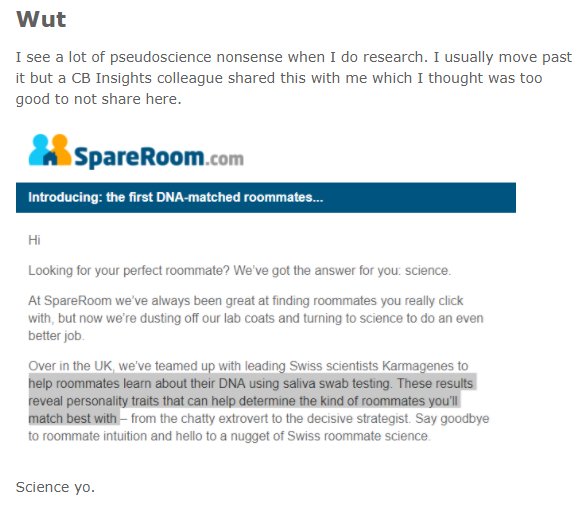 Wut
I see a lot of pseudoscience nonsense when I do research. I usually move past
it but a CB Insights colleague shared this with me which I thought was too
good to not share here.
SpareRoom.com
Introducing: the first DNA-matched roommates...
Hi
Looking for your perfect roommate? We've got the answer for you: science.
At SpareRoom we've always been great at finding roommates you really click
with, but now we're dusting off our lab coats and turning to science to do an even
better job.
Over in the UK, we've teamed up with leading Swiss scientists Karmagenes to
help roommates learn about their DNA using saliva swab testing. These results
reveal personality traits that can help determine the kind of roommates you'll
match best with – from the chatty extrovert to the decisive strategist. Say goodbye
to roommate intuition and hello to a nugget of Swiss roommate science.
Science yo.